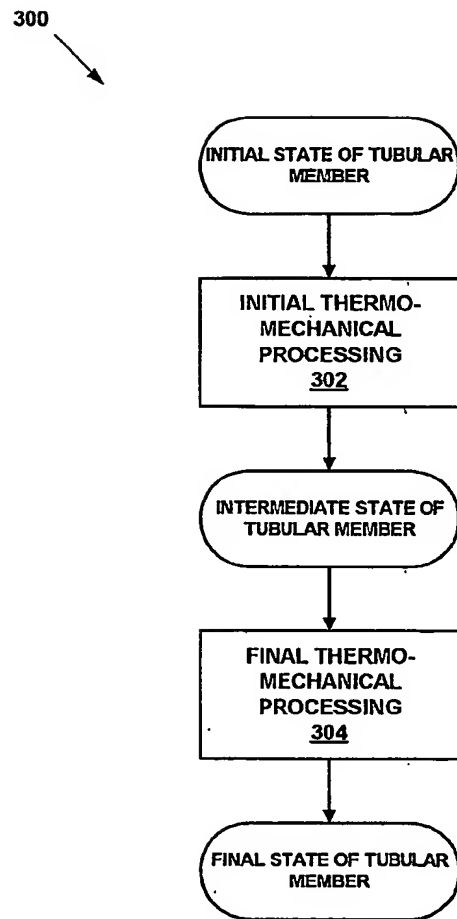 300
INITIAL STATE OF TUBULAR
MEMBER
INITIAL THERMO-
MECHANICAL
PROCESSING
302
INTERMEDIATE STATE OF
TUBULAR MEMBER
FINAL THERMO-
MECHANICAL
PROCESSING
304
FINAL STATE OF TUBULAR
MEMBER